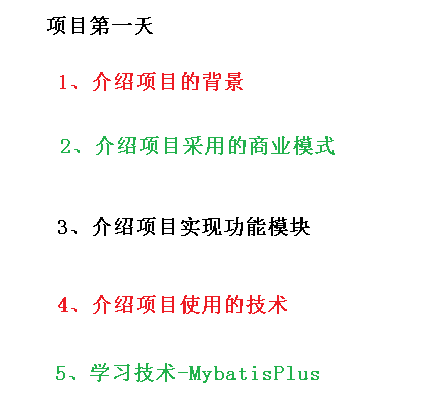 项目第一天
1、介绍项目的背景
2、介绍项目采用的商业模式
3、介绍项目实现功能模块
4、介绍项目使用的技术
5、学习技术-MybatisPlus